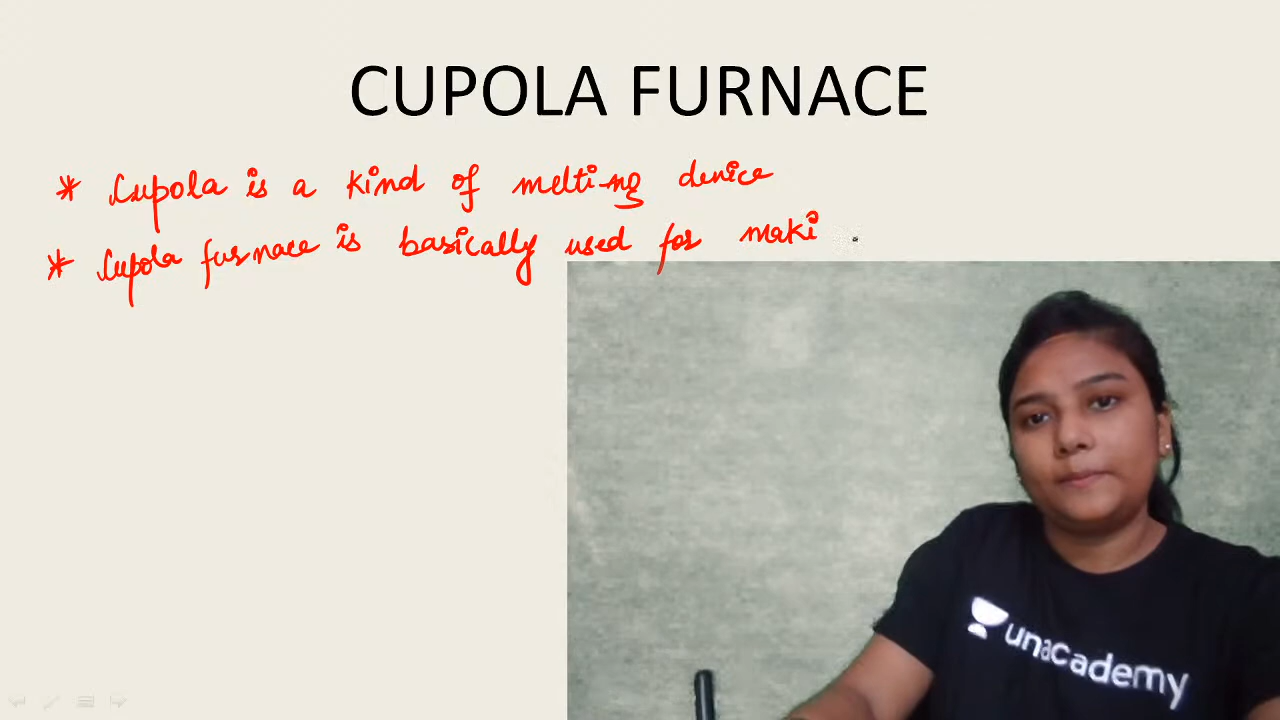 CUPOLA FURNACE
* Cupola is a kind of melting device
* Cupola furnace is basically used for maki
unacademy